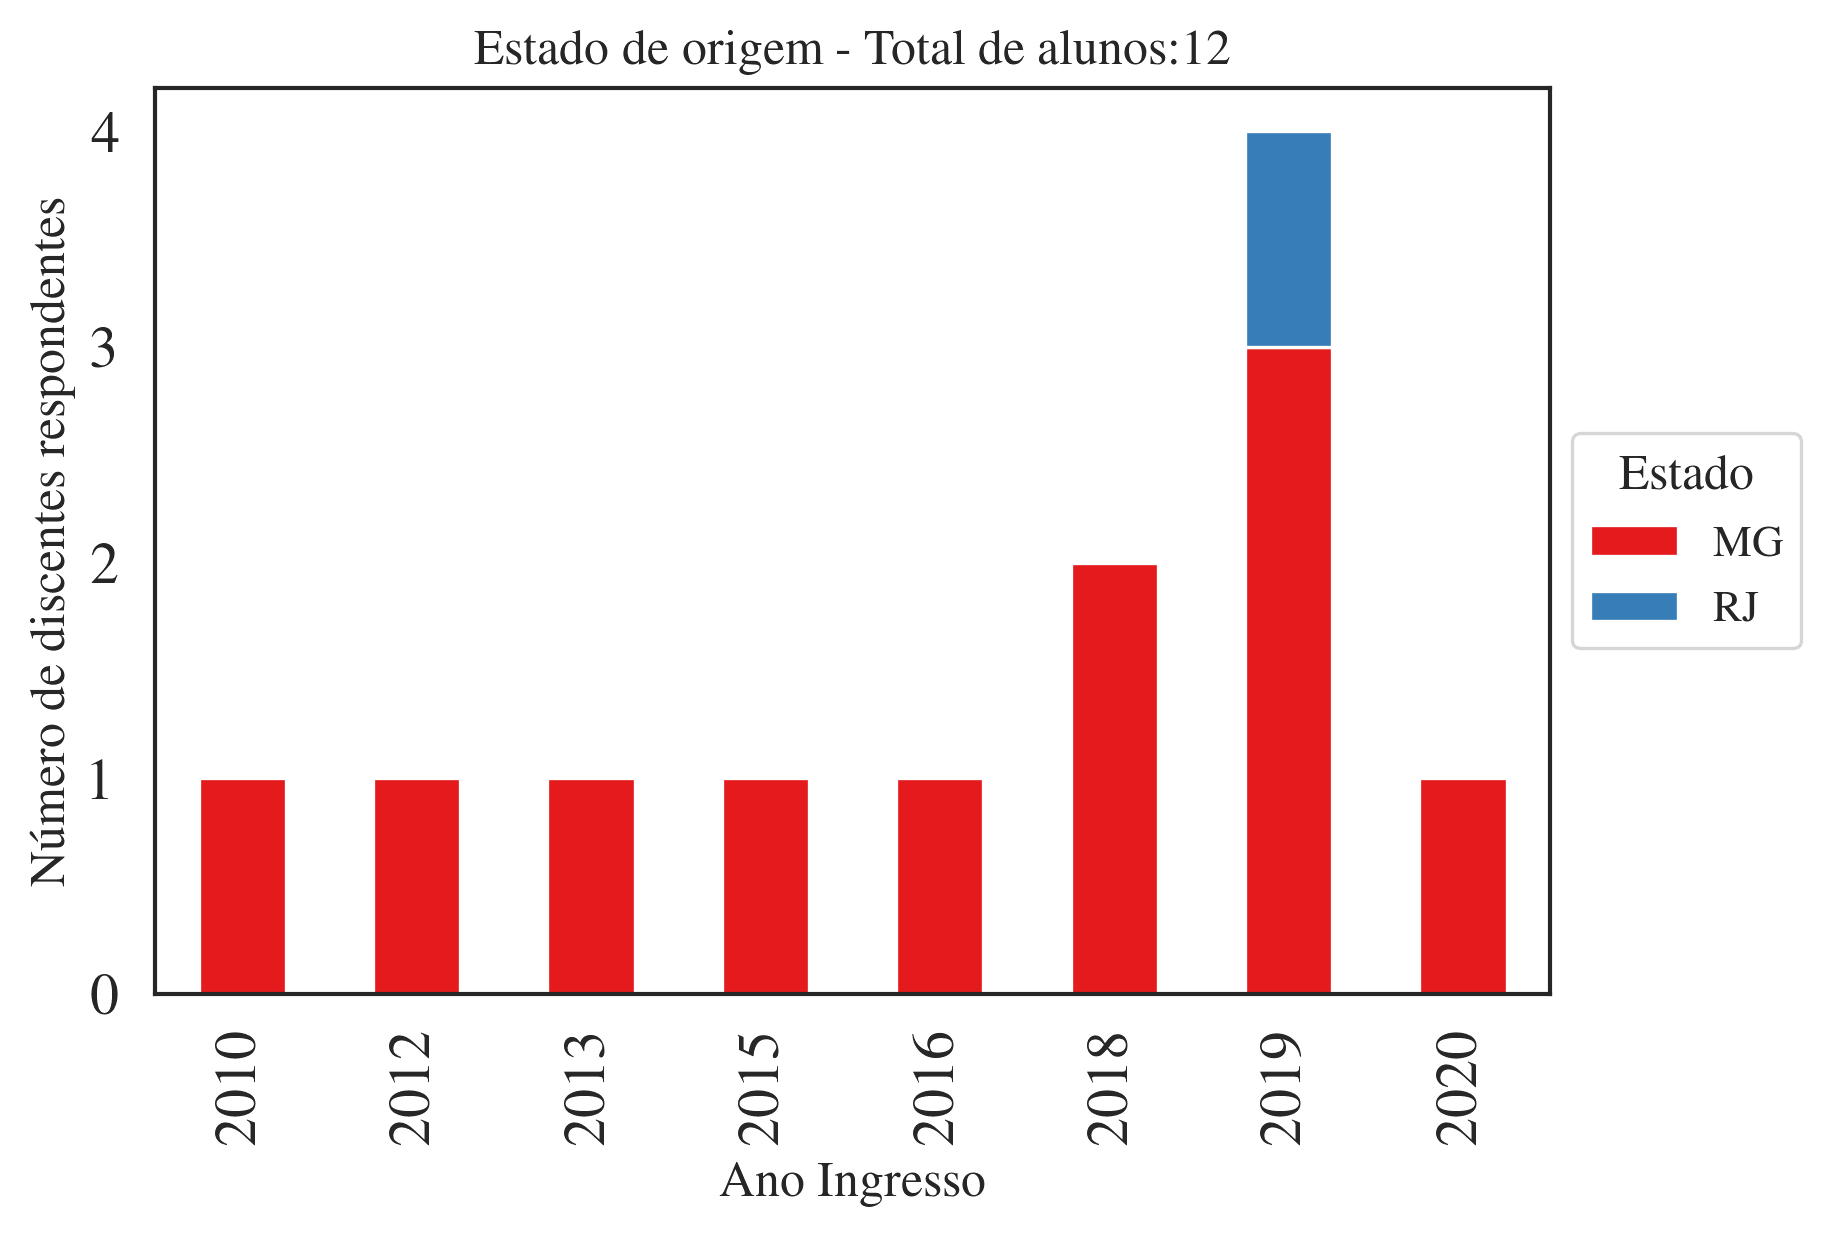 Estado de origem - Total de alunos:12
Número de discentes respondentes
4
3
2
1
0
Estado
MG
RJ
2010
2012
2013
2015
2016
2018
2019
2020
Ano Ingresso